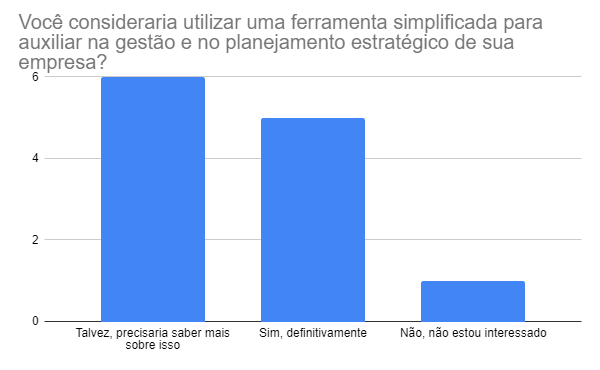 Você consideraria utilizar uma ferramenta simplificada para
auxiliar na gestão e no planejamento estratégico de sua
empresa?
6
4
2
0
Talvez, precisaria saber mais
sobre isso
Sim, definitivamente
Não, não estou interessado